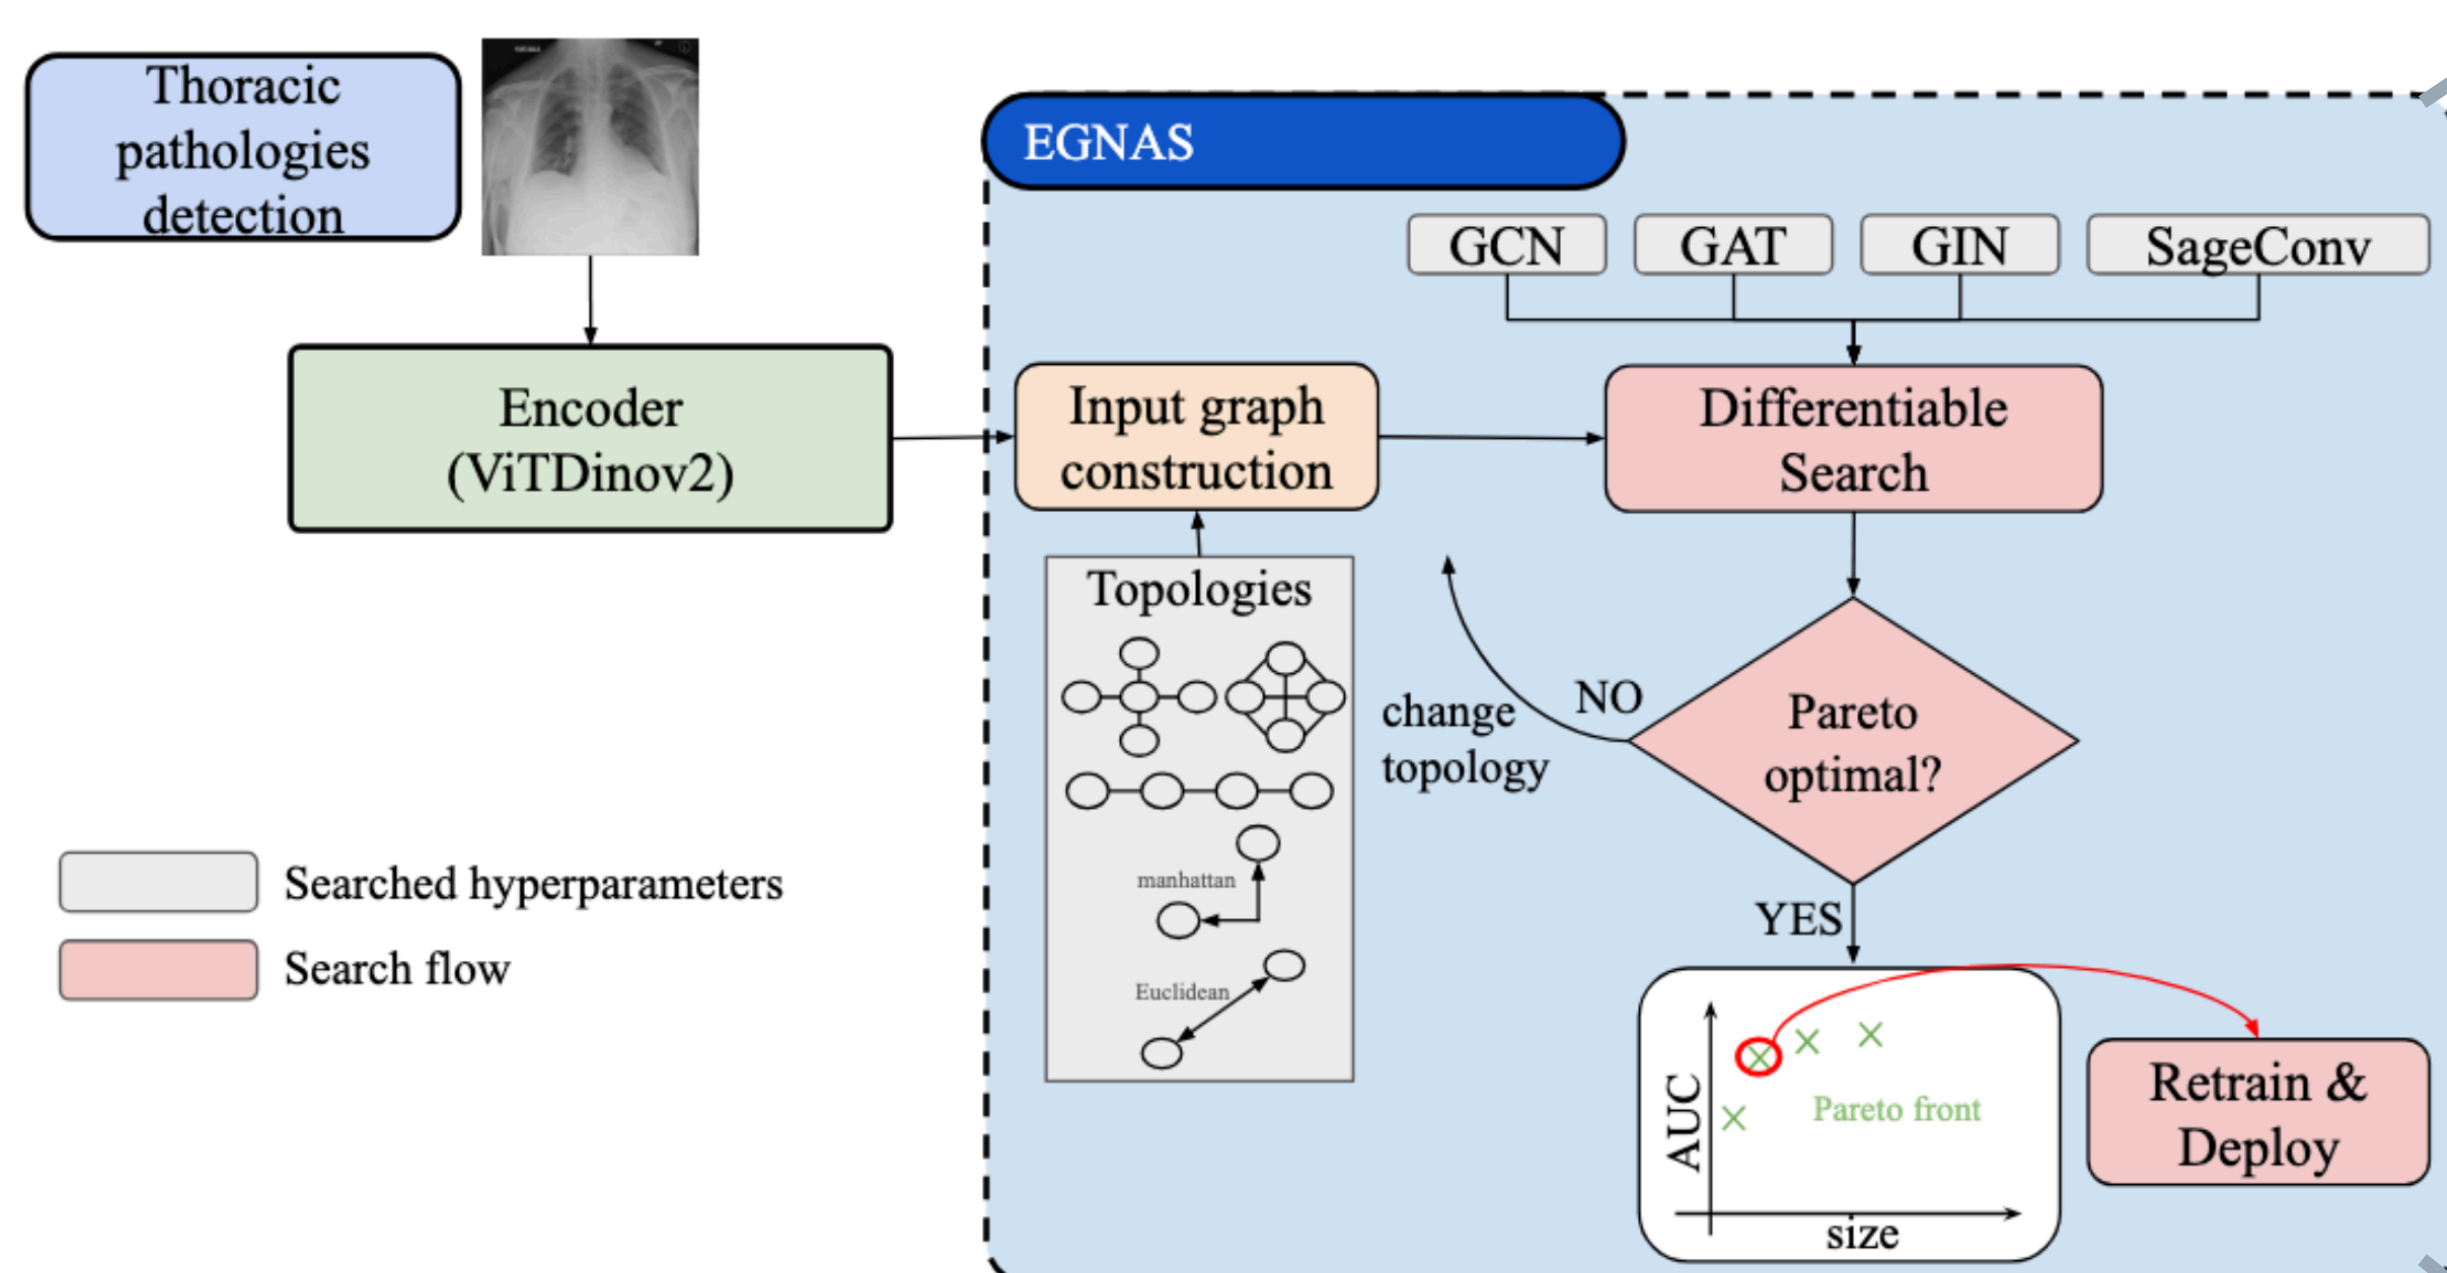 Thoracic
pathologies
detection
EGNAS
GCN
GAT
GIN
SageConv
Encoder
(ViTDinov2)
Input graph
construction
Differentiable
Search
Topologies
manhattan
Euclidean
change
topology
NO
Pareto
optimal?
YES
Searched hyperparameters
Search flow
AUC
Pareto front
size
Retrain &
Deploy